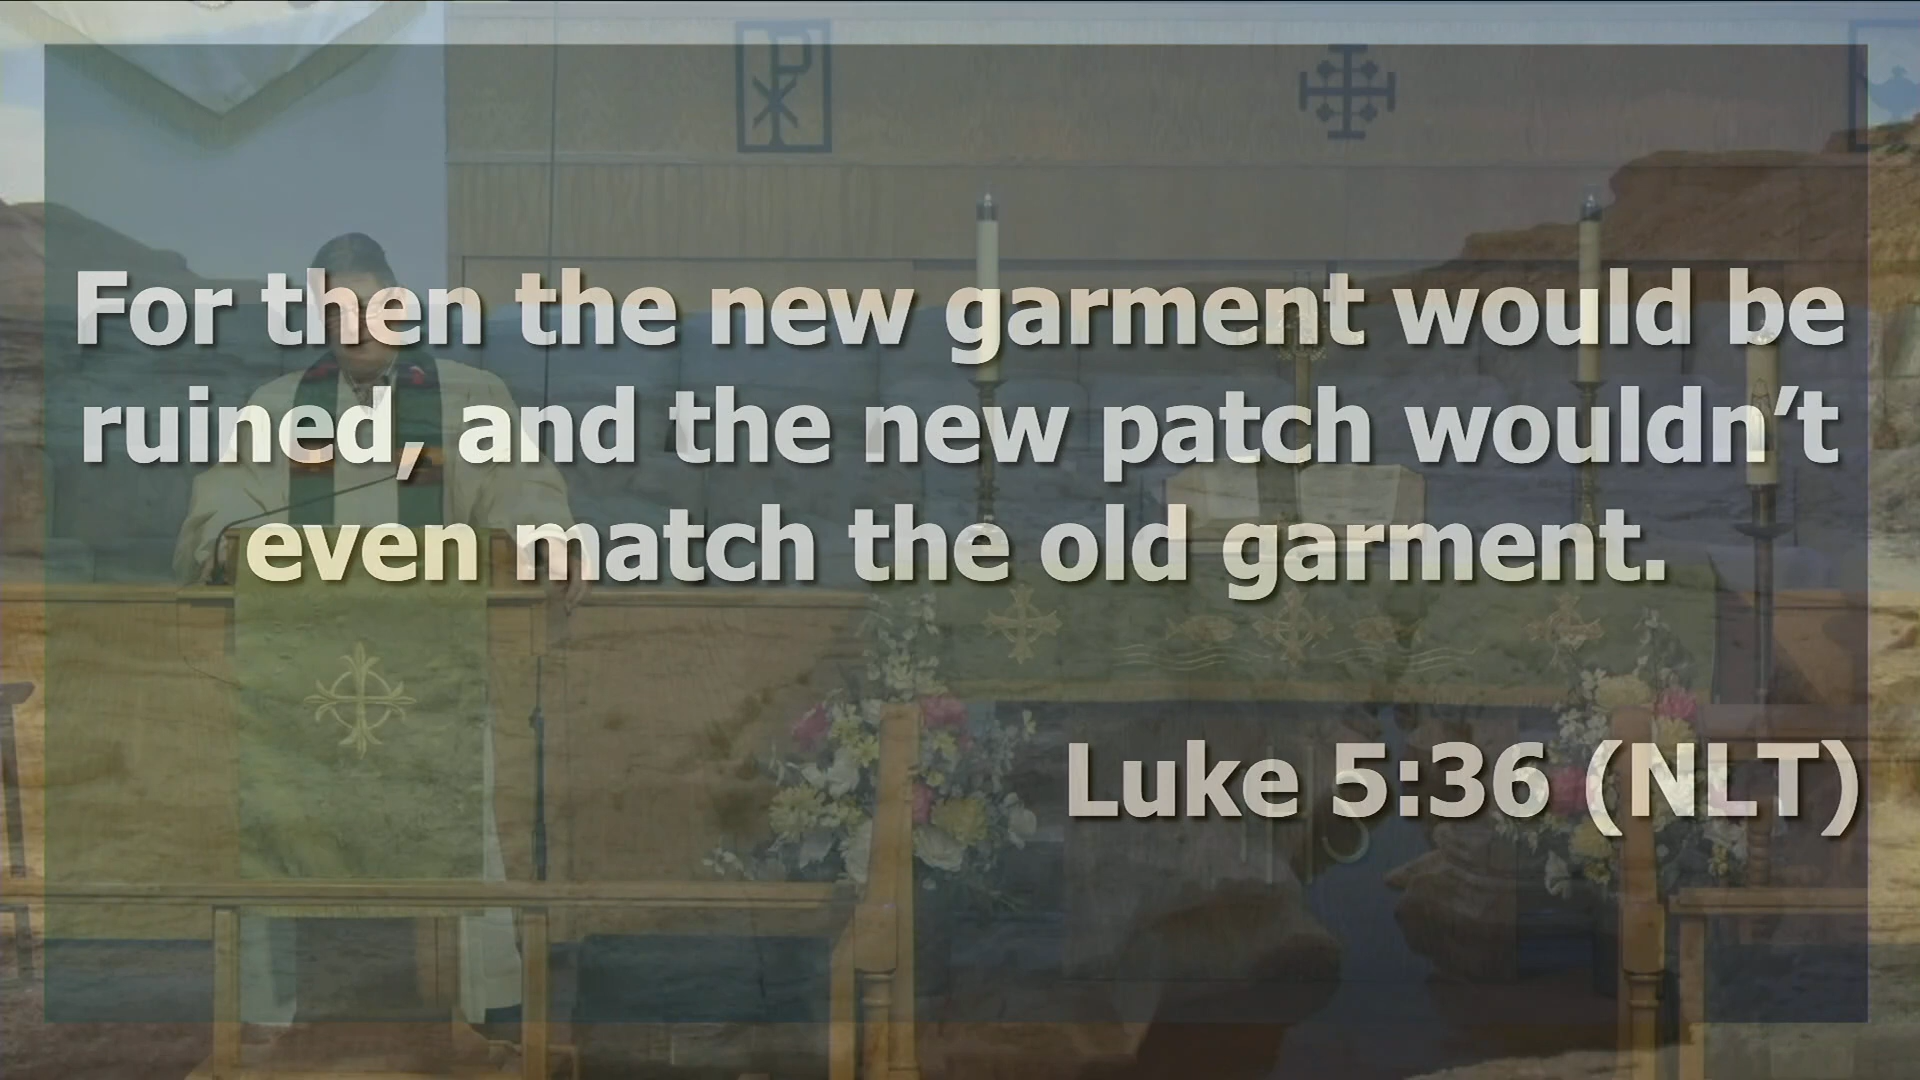 For then the new garment would be
ruined, and the new patch wouldn’t
even match the old garment.
Luke 5:36 (NLT)